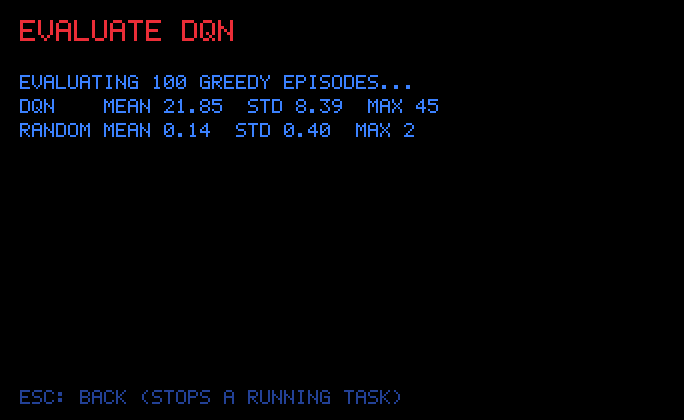 EVALUATE DQN
EVALUATING 100 GREEDY EPISODES...
DQN    MEAN 21.85  STD 8.39  MAX 45
RANDOM MEAN 0.14  STD 0.40  MAX 2
ESC: BACK (STOPS A RUNNING TASK)